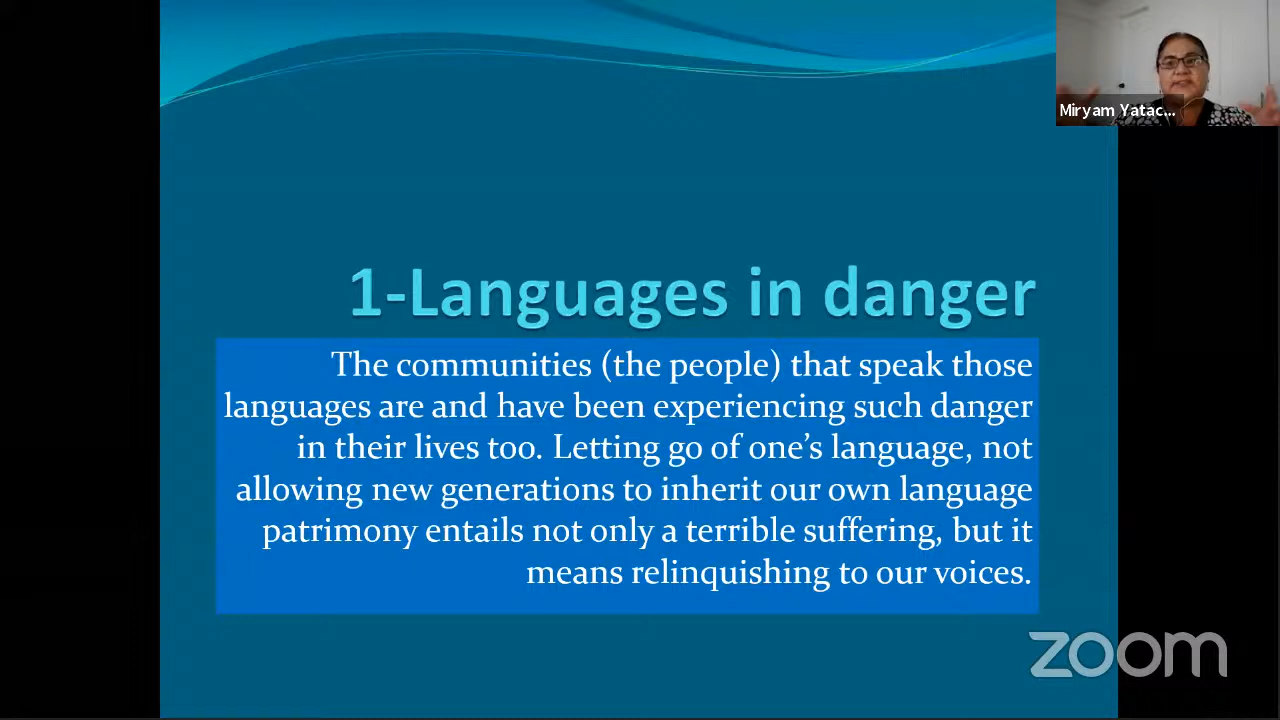 Miryam Yatac...
1-Languages in danger
The communities (the people) that speak those
languages are and have been experiencing such danger
in their lives too. Letting go of one’s language, not
allowing new generations to inherit our own language
patrimony entails not only a terrible suffering, but it
means relinquishing to our voices.
zoom